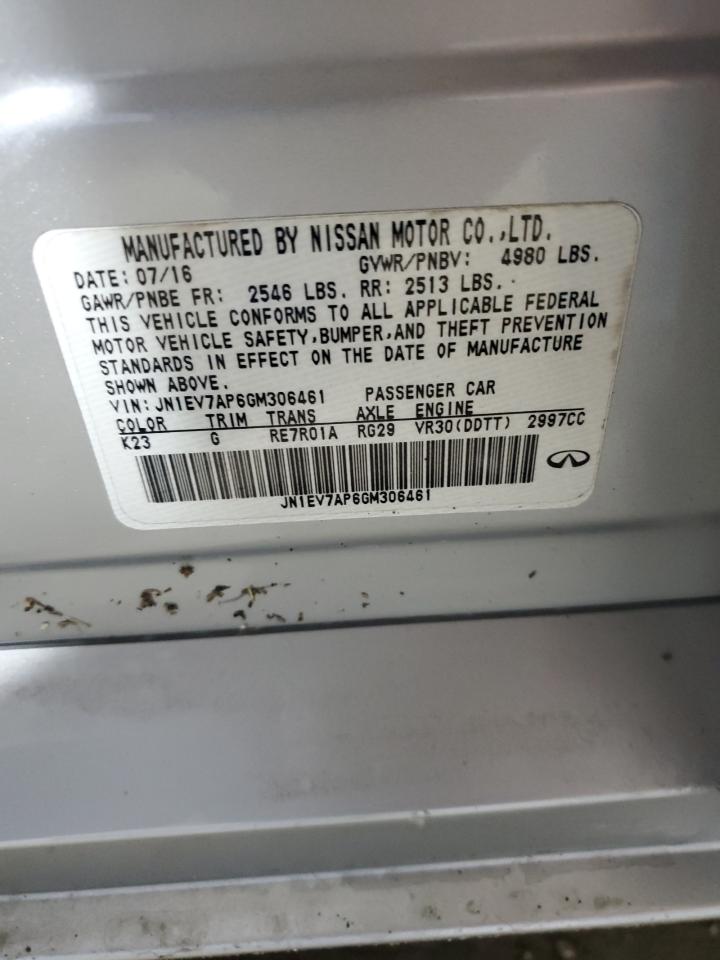 MANUFACTURED BY NISSAN MOTOR CO.,LTD.
DATE: 07/16 GVWR/PNBV: 4980 LBS.
GAWR/PNBE FR: 2546 LBS. RR: 2513 LBS.
THIS VEHICLE CONFORMS TO ALL APPLICABLE FEDERAL
MOTOR VEHICLE SAFETY,BUMPER,AND THEFT PREVENTION
STANDARDS IN EFFECT ON THE DATE OF MANUFACTURE
SHOWN ABOVE.
VIN:JN1EV7AP6GM306461 PASSENGER CAR
COLOR TRIM TRANS AXLE ENGINE
K23 G RE7R01A RG29 VR30(DDTT) 2997CC
JN1EV7AP6GM306461